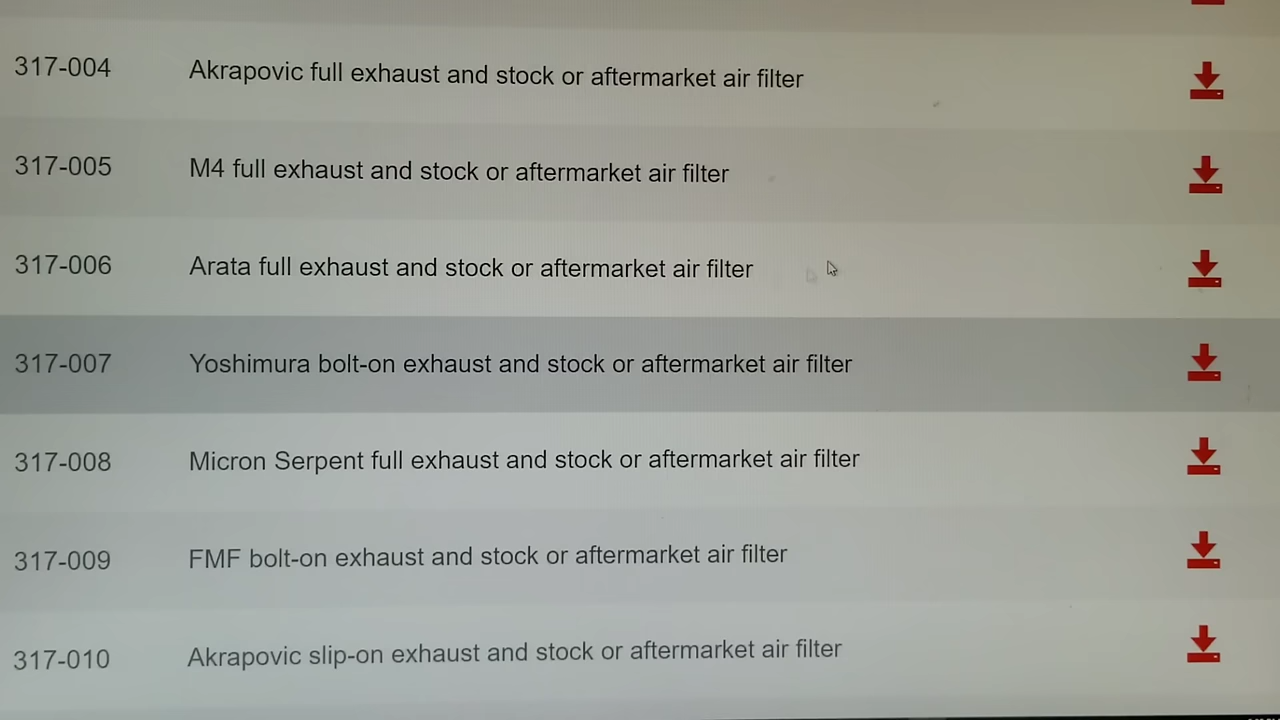 317-004 Akrapovic full exhaust and stock or aftermarket air filter
317-005 M4 full exhaust and stock or aftermarket air filter
317-006 Arata full exhaust and stock or aftermarket air filter
317-007 Yoshimura bolt-on exhaust and stock or aftermarket air filter
317-008 Micron Serpent full exhaust and stock or aftermarket air filter
317-009 FMF bolt-on exhaust and stock or aftermarket air filter
317-010 Akrapovic slip-on exhaust and stock or aftermarket air filter